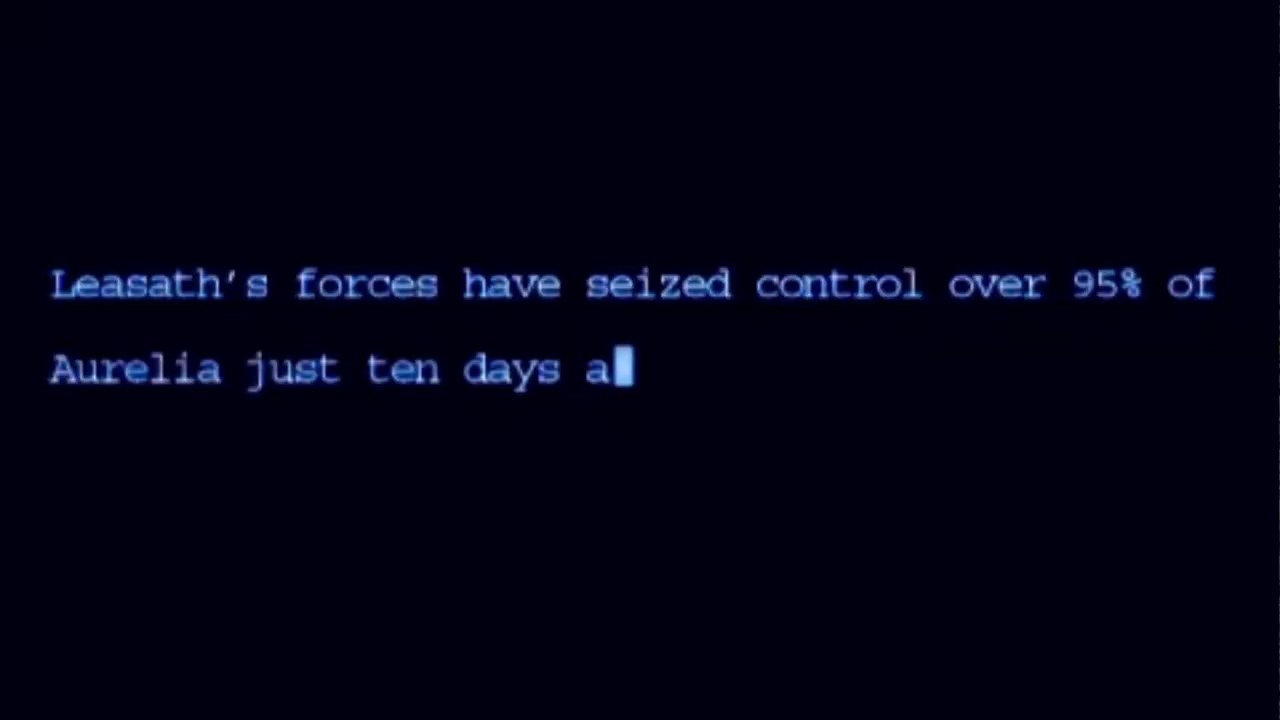 Leasath's forces have seized control over 95% of
Aurelia just ten days a